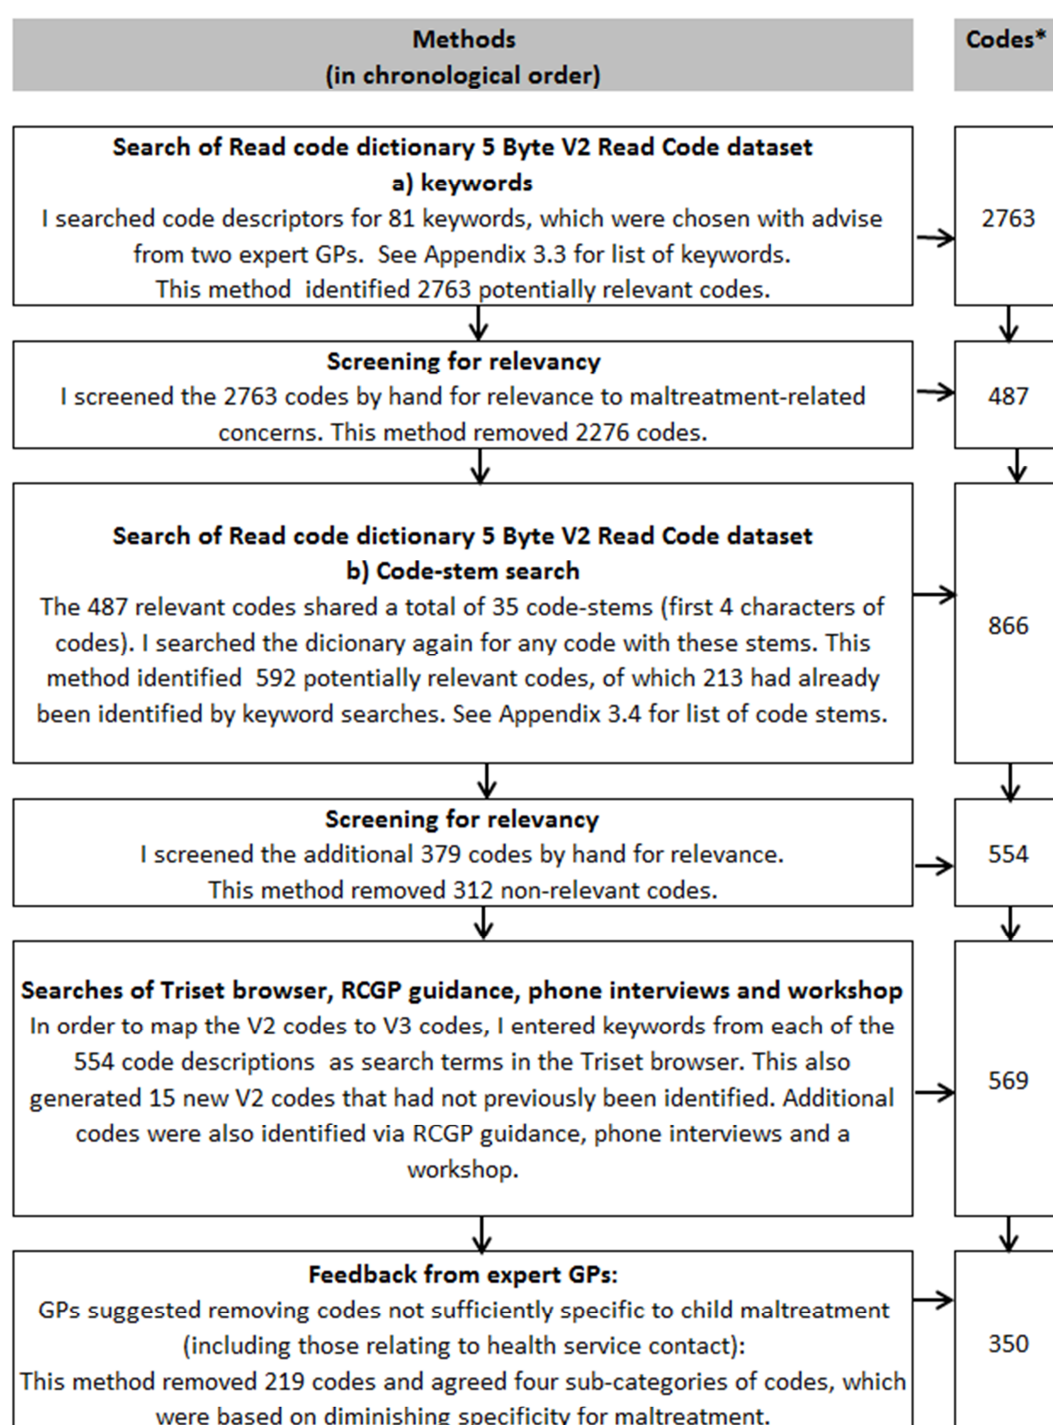 Methods
(in chronological order)
Codes*
Search of Read code dictionary 5 Byte V2 Read Code dataset
a) keywords
I searched code descriptors for 81 keywords, which were chosen with advise
from two expert GPs. See Appendix 3.3 for list of keywords.
This method identified 2763 potentially relevant codes.
2763
Screening for relevancy
I screened the 2763 codes by hand for relevance to maltreatment-related
concerns. This method removed 2276 codes.
487
Search of Read code dictionary 5 Byte V2 Read Code dataset
b) Code-stem search
The 487 relevant codes shared a total of 35 code-stems (first 4 characters of
codes). I searched the dicionary again for any code with these stems. This
method identified 592 potentially relevant codes, of which 213 had already
been identified by keyword searches. See Appendix 3.4 for list of code stems.
866
Screening for relevancy
I screened the additional 379 codes by hand for relevance.
This method removed 312 non-relevant codes.
554
Searches of Triset browser, RCGP guidance, phone interviews and workshop
In order to map the V2 codes to V3 codes, I entered keywords from each of the
554 code descriptions as search terms in the Triset browser. This also
generated 15 new V2 codes that had not previously been identified. Additional
codes were also identified via RCGP guidance, phone interviews and a
workshop.
569
Feedback from expert GPs:
GPs suggested removing codes not sufficiently specific to child maltreatment
(including those relating to health service contact):
This method removed 219 codes and agreed four sub-categories of codes, which
were based on diminishing specificity for maltreatment.
350